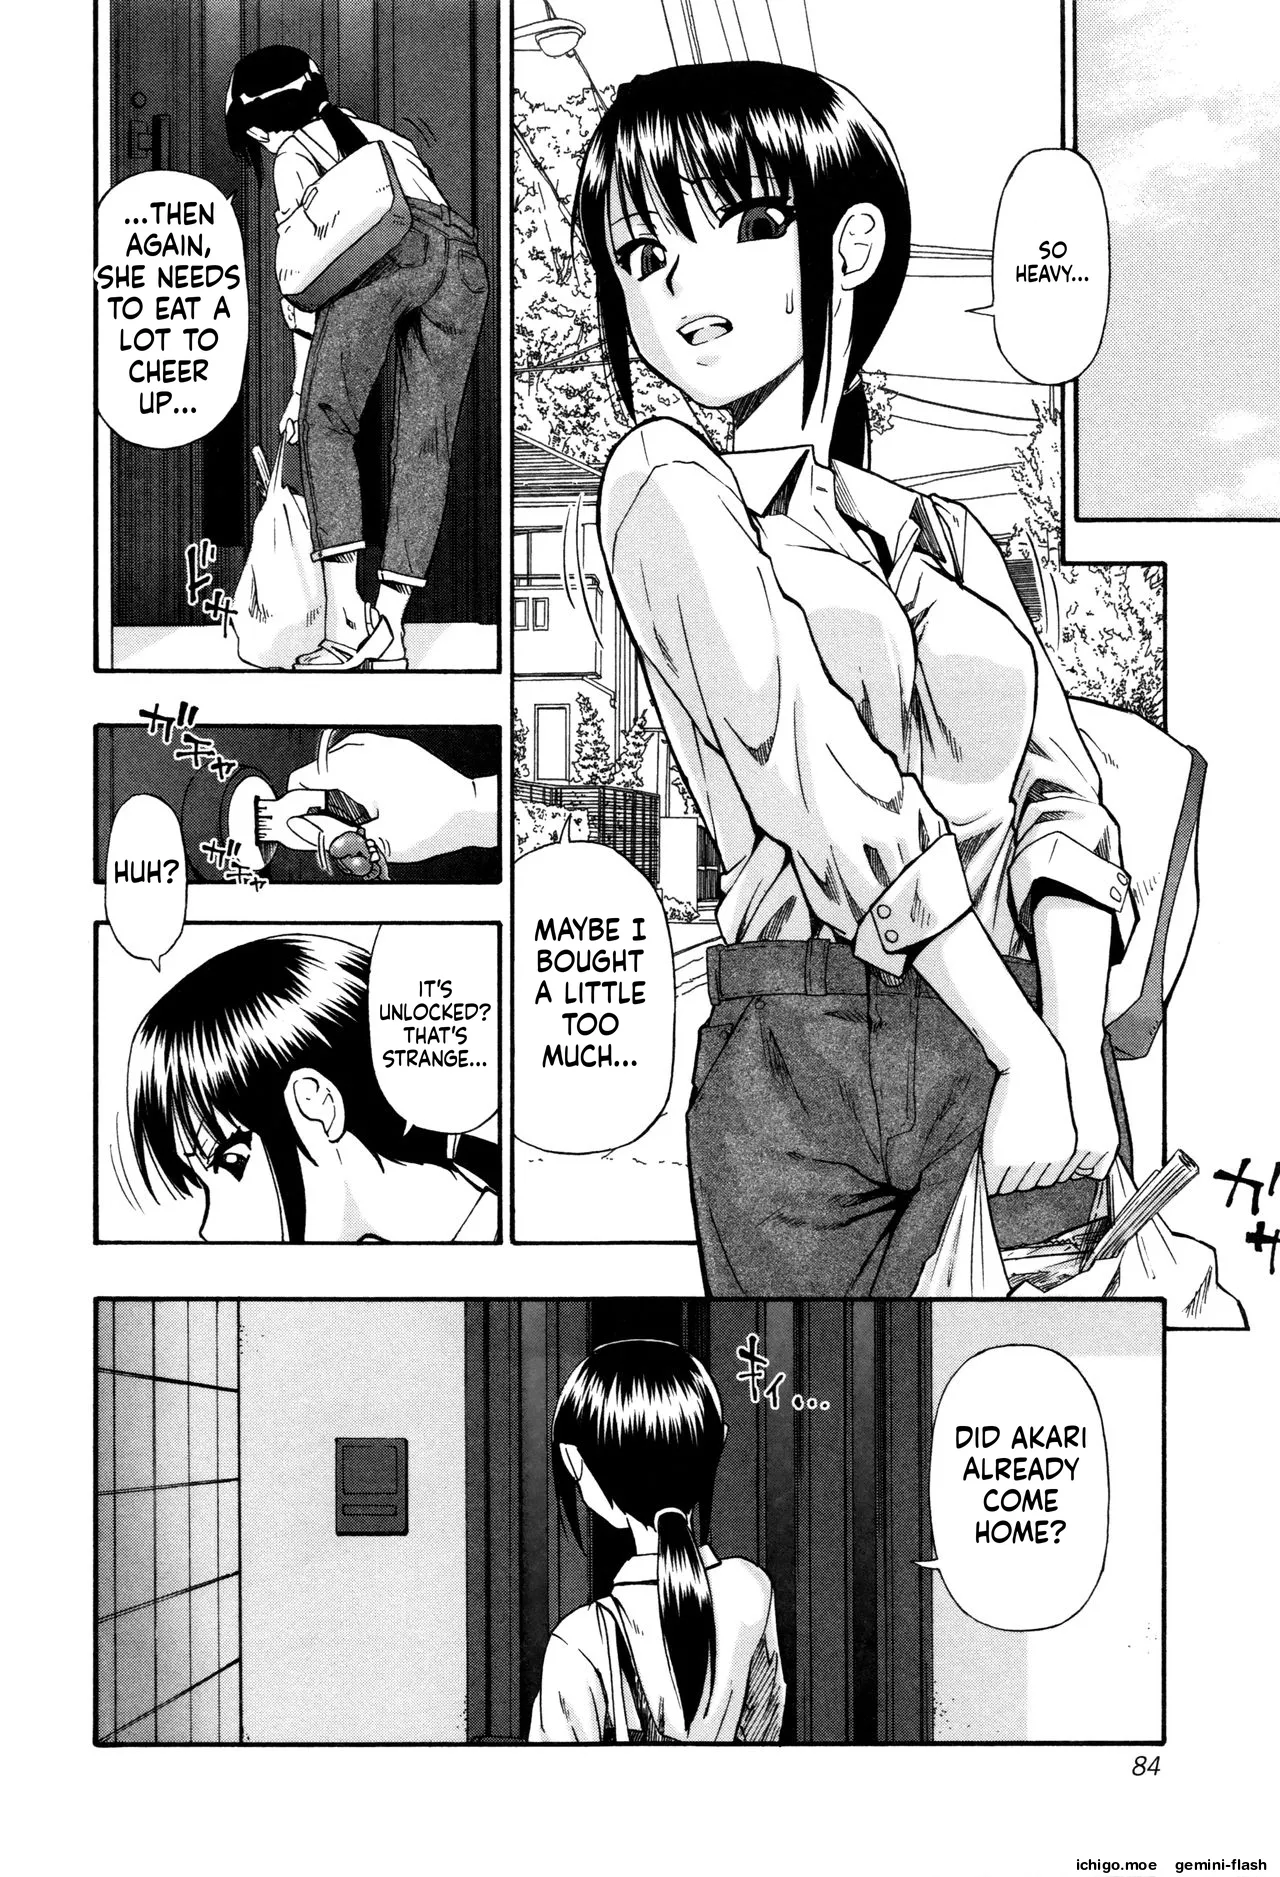 SO
HEAVY...
MAYBE I
BOUGHT
A LITTLE
TOO
MUCH...
ガ
サ
...THEN
AGAIN,
SHE NEEDS
TO EAT A
LOT TO
CHEER
UP...
ドサ
ガチャ
ガチャ
HUH?
IT'S
UNLOCKED?
THAT'S
STRANGE...
キィ...
DID AKARI
ALREADY
COME
HOME?
84
ichigo.moe gemini-flash